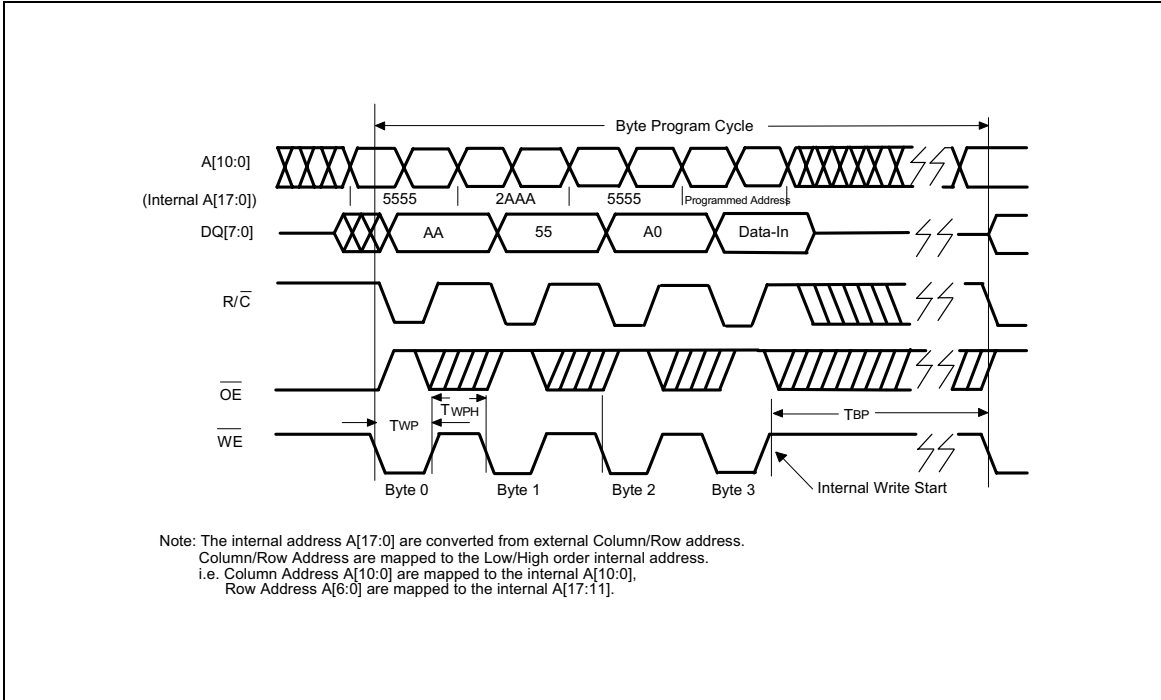 Byte Program Cycle
A[10:0]
(Internal A[17:0])
5555
2AAA
5555
Programmed Address
DQ[7:0]
AA
55
A0
Data-In
R/C̅
O̅E̅
TWP
TWPH
TBP
W̅E̅
Byte 0
Byte 1
Byte 2
Byte 3
Internal Write Start
Note: The internal address A[17:0] are converted from external Column/Row address.
Column/Row Address are mapped to the Low/High order internal address.
i.e. Column Address A[10:0] are mapped to the internal A[10:0],
Row Address A[6:0] are mapped to the internal A[17:11].